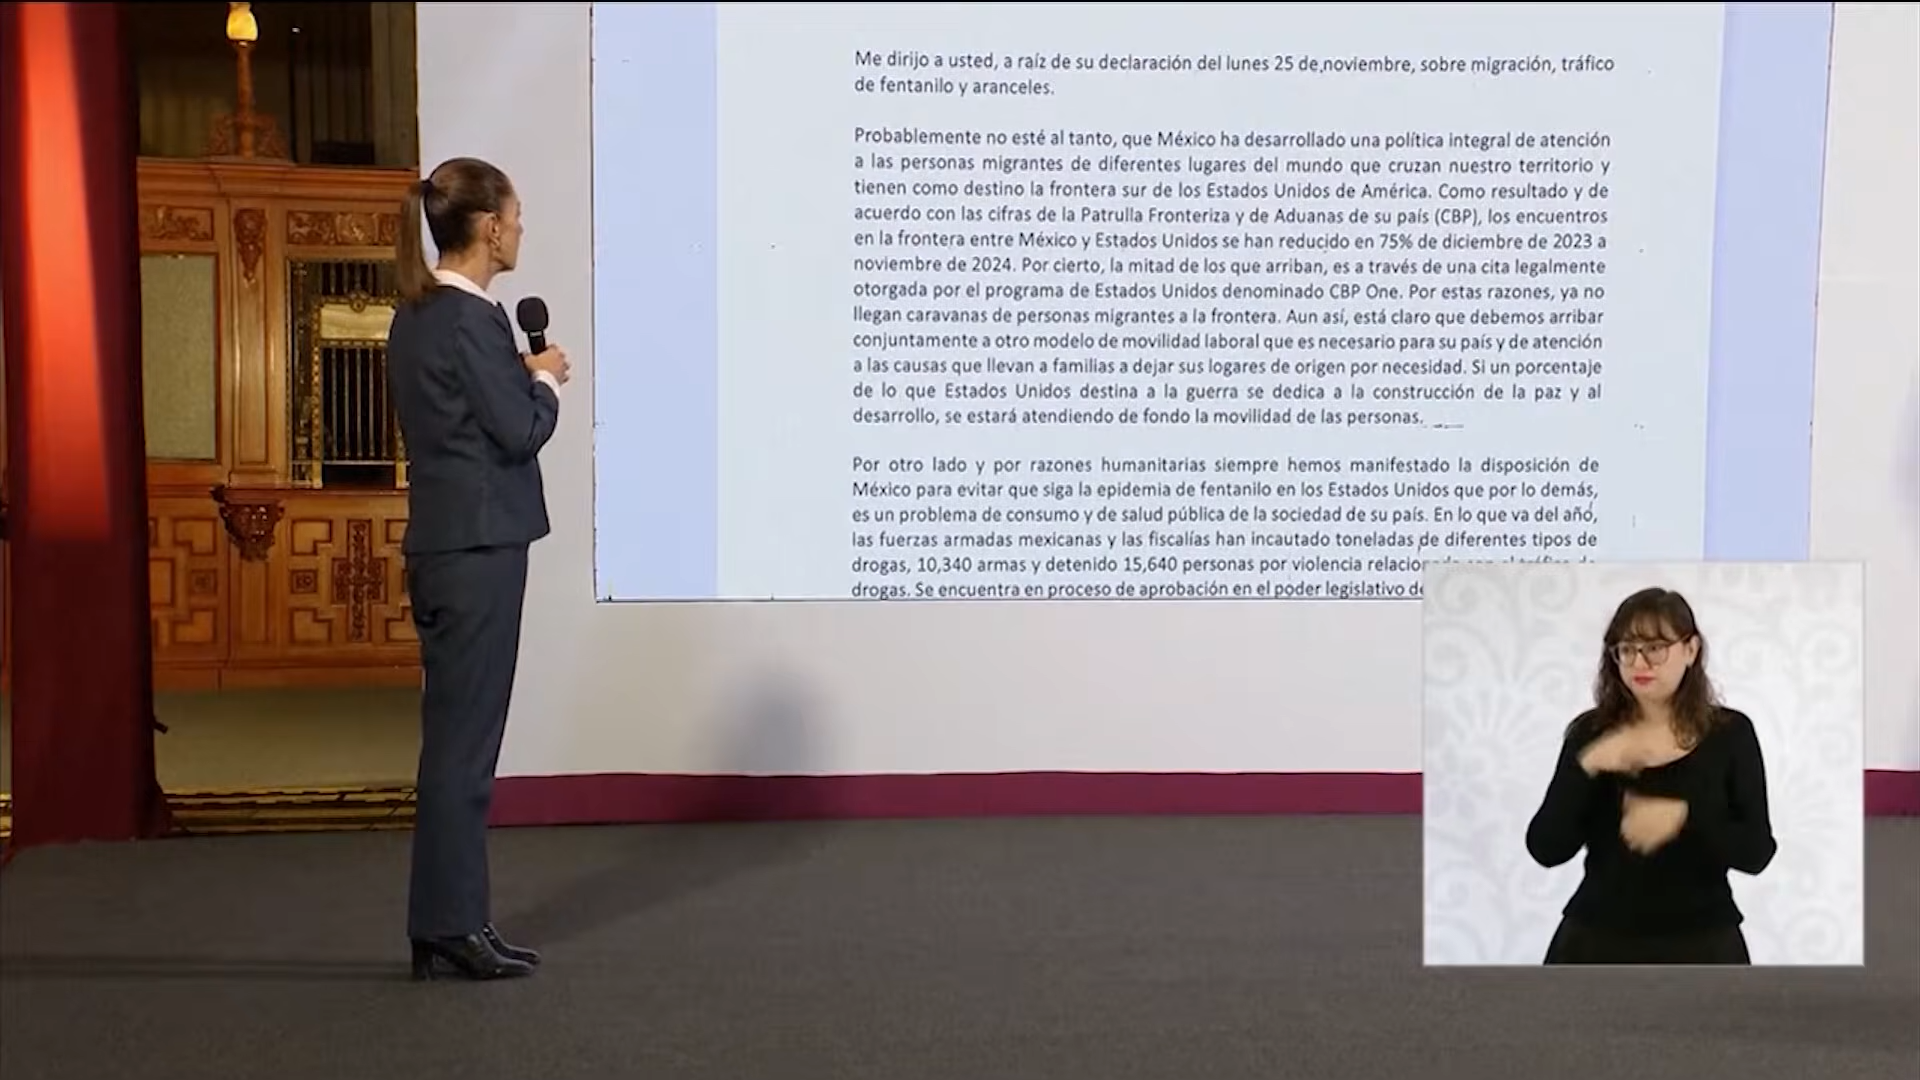 Me dirijo a usted, a raíz de su declaración del lunes 25 de noviembre, sobre migración, tráfico
de fentanilo y aranceles.
Probablemente no esté al tanto, que México ha desarrollado una política integral de atención
a las personas migrantes de diferentes lugares del mundo que cruzan nuestro territorio y
tienen como destino la frontera sur de los Estados Unidos de América. Como resultado y de
acuerdo con las cifras de la Patrulla Fronteriza y de Aduanas de su país (CBP), los encuentros
en la frontera entre México y Estados Unidos se han reducido en 75% de diciembre de 2023 a
noviembre de 2024. Por cierto, la mitad de los que arriban, es a través de una cita legalmente
otorgada por el programa de Estados Unidos denominado CBP One. Por estas razones, ya no
llegan caravanas de personas migrantes a la frontera. Aun así, está claro que debemos arribar
conjuntamente a otro modelo de movilidad laboral que es necesario para su país y de atención
a las causas que llevan a familias a dejar sus logares de origen por necesidad. Si un porcentaje
de lo que Estados Unidos destina a la guerra se dedica a la construcción de la paz y al
desarrollo, se estará atendiendo de fondo la movilidad de las personas.
Por otro lado y por razones humanitarias siempre hemos manifestado la disposición de
México para evitar que siga la epidemia de fentanilo en los Estados Unidos que por lo demás,
es un problema de consumo y de salud pública de la sociedad de su país. En lo que va del año,
las fuerzas armadas mexicanas y las fiscalías han incautado toneladas de diferentes tipos de
drogas, 10,340 armas y detenido 15,640 personas por violencia
drogas. Se encuentra en proceso de aprobación en el poder legislativo